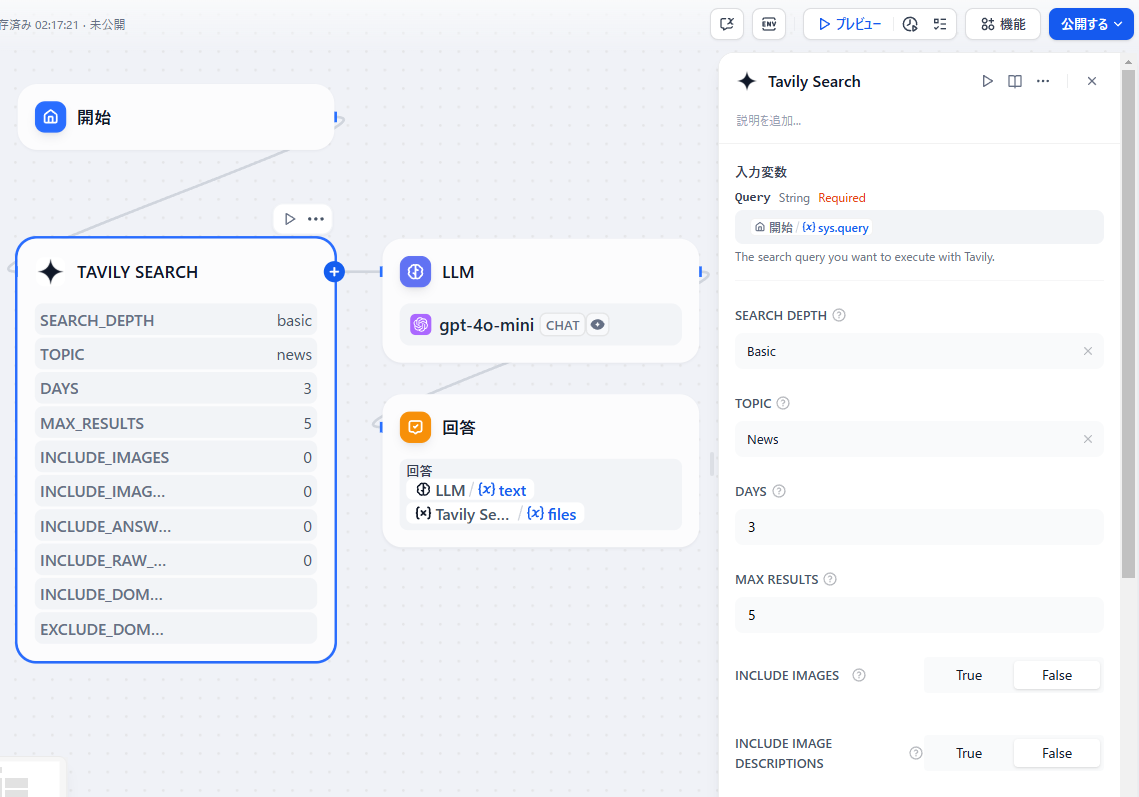 存済み 02:17:21 · 未公開
ENV
プレビュー
機能
公開する
開始
TAVILY SEARCH
SEARCH_DEPTH basic
TOPIC news
DAYS 3
MAX_RESULTS 5
INCLUDE_IMAGES 0
INCLUDE_IMAG... 0
INCLUDE_ANSW... 0
INCLUDE_RAW_... 0
INCLUDE_DOM...
EXCLUDE_DOM...
LLM
gpt-4o-mini CHAT
回答
回答
LLM / {x} text
{x} Tavily Se... / {x} files
Tavily Search
説明を追加...
入力変数
Query String Required
開始 / {x} sys.query
The search query you want to execute with Tavily.
SEARCH DEPTH
Basic
TOPIC
News
DAYS
3
MAX RESULTS
5
INCLUDE IMAGES True False
INCLUDE IMAGE
DESCRIPTIONS True False